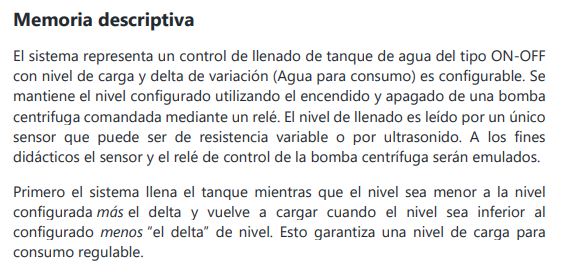 Memoria descriptiva
El sistema representa un control de llenado de tanque de agua del tipo ON-OFF
con nivel de carga y delta de variación (Agua para consumo) es configurable. Se
mantiene el nivel configurado utilizando el encendido y apagado de una bomba
centrifuga comandada mediante un relé. El nivel de llenado es leído por un único
sensor que puede ser de resistencia variable o por ultrasonido. A los fines
didácticos el sensor y el relé de control de la bomba centrífuga serán emulados.
Primero el sistema llena el tanque mientras que el nivel sea menor a la nivel
configurada más el delta y vuelve a cargar cuando el nivel sea inferior al
configurado menos "el delta" de nivel. Esto garantiza una nivel de carga para
consumo regulable.